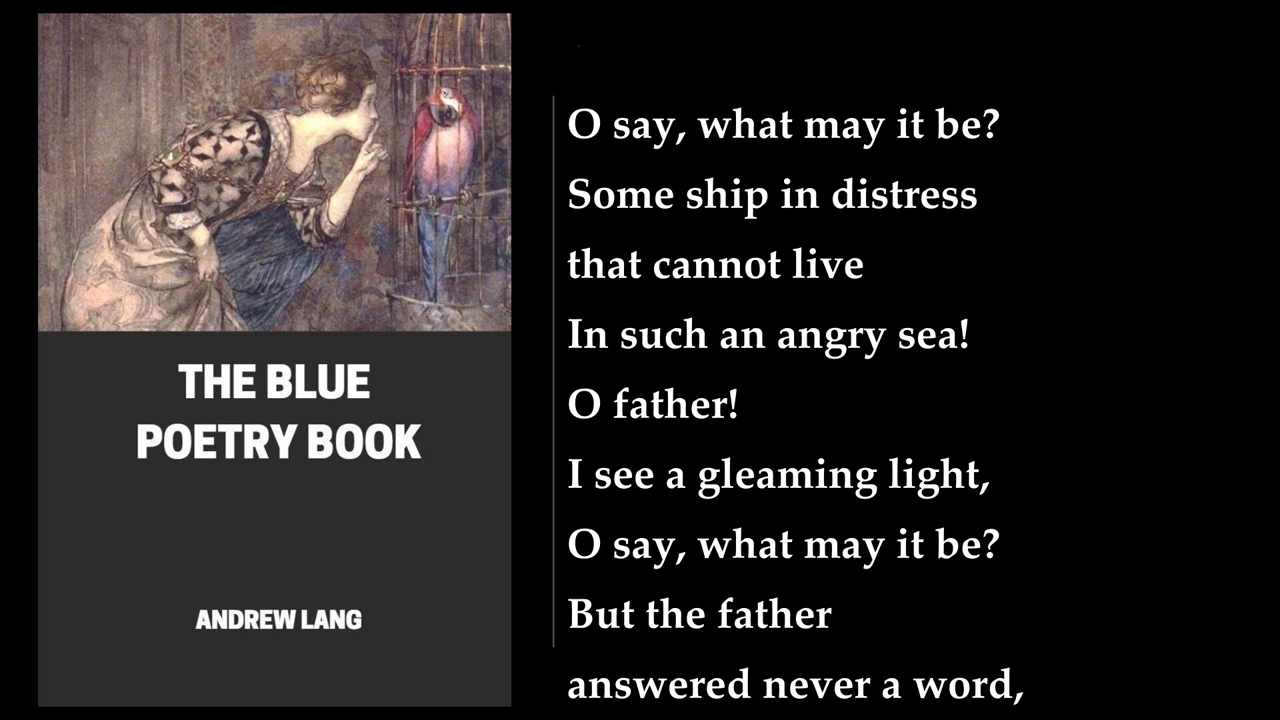 THE BLUE
POETRY BOOK
ANDREW LANG
O say, what may it be?
Some ship in distress
that cannot live
In such an angry sea!
O father!
I see a gleaming light,
O say, what may it be?
But the father
answered never a word,